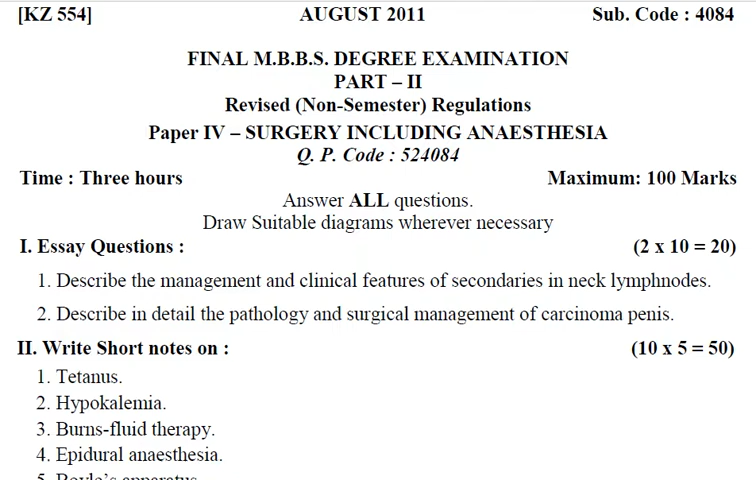 [KZ 554] AUGUST 2011 Sub. Code : 4084
FINAL M.B.B.S. DEGREE EXAMINATION
PART – II
Revised (Non-Semester) Regulations
Paper IV – SURGERY INCLUDING ANAESTHESIA
Q. P. Code : 524084
Time : Three hours Maximum: 100 Marks
Answer ALL questions.
Draw Suitable diagrams wherever necessary
I. Essay Questions : (2 x 10 = 20)
1. Describe the management and clinical features of secondaries in neck lymphnodes.
2. Describe in detail the pathology and surgical management of carcinoma penis.
II. Write Short notes on : (10 x 5 = 50)
1. Tetanus.
2. Hypokalemia.
3. Burns-fluid therapy.
4. Epidural anaesthesia.
5. Boyle's apparatus.